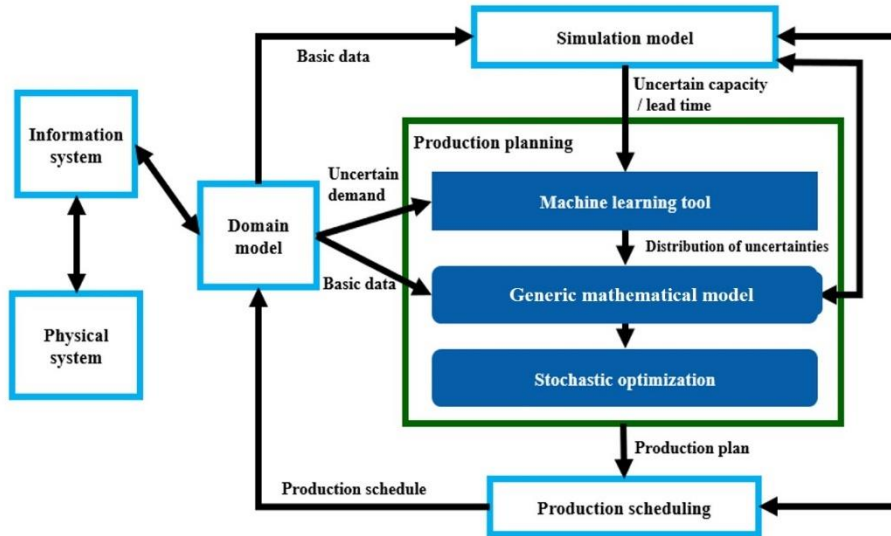 Simulation model
Basic data
Uncertain capacity
/ lead time
Production planning
Information
system
Uncertain
demand
Machine learning tool
Domain
model
Distribution of uncertainties
Basic data
Generic mathematical model
Physical
system
Stochastic optimization
Production plan
Production schedule
Production scheduling